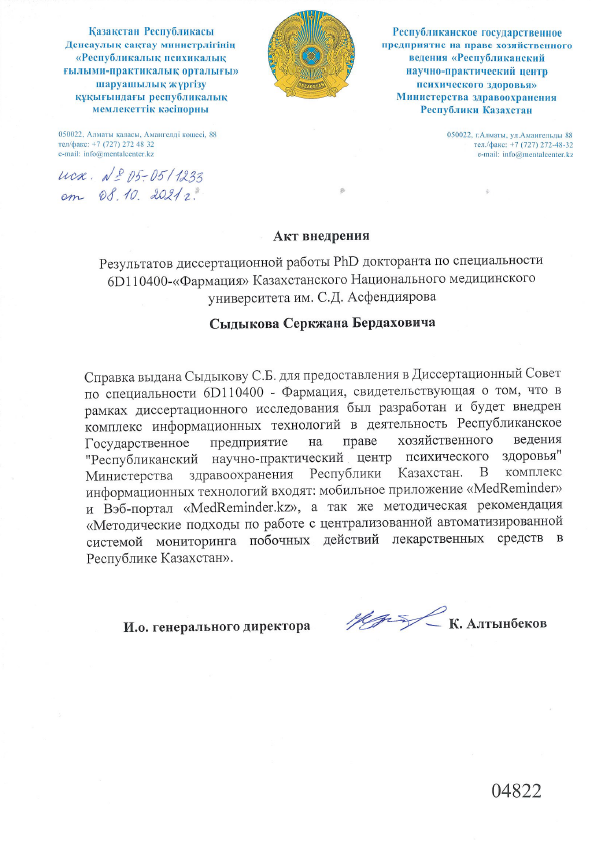 Қазақстан Республикасы
Денсаулық сақтау министрлігінің
«Республикалық психикалық
ғылыми-практикалық орталығы»
шаруашылық жүргізу
құқығындағы республикалық
мемлекеттік кәсіпорны
050022, Алматы қаласы, Амангелді көшесі, 88
тел/факс: +7 (727) 272 48 32
e-mail: info@mentalcenter.kz
Республиканское государственное
предприятие на праве хозяйственного
ведения «Республиканский
научно-практический центр
психического здоровья»
Министерства здравоохранения
Республики Казахстан
050022, г.Алматы, ул.Амангельды 88
тел./факс: +7 (727) 272-48-32
e-mail: info@mentalcenter.kz
исх. № 05-05/1233
от 08.10.2021г.
Акт внедрения
Результатов диссертационной работы PhD докторанта по специальности
6D110400-«Фармация» Казахстанского Национального медицинского
университета им. С.Д. Асфендиярова
Сыдыкова Серкжана Бердаховича
Справка выдана Сыдыкову С.Б. для предоставления в Диссертационный Совет
по специальности 6D110400 - Фармация, свидетельствующая о том, что в
рамках диссертационного исследования был разработан и будет внедрен
комплекс информационных технологий в деятельность Республиканское
Государственное предприятие на праве хозяйственного ведения
"Республиканский научно-практический центр психического здоровья"
Министерства здравоохранения Республики Казахстан. В комплекс
информационных технологий входят: мобильное приложение «MedReminder»
и Вэб-портал «MedReminder.kz», а так же методическая рекомендация
«Методические подходы по работе с централизованной автоматизированной
системой мониторинга побочных действий лекарственных средств в
Республике Казахстан».
И.о. генерального директора К. Алтынбеков
04822